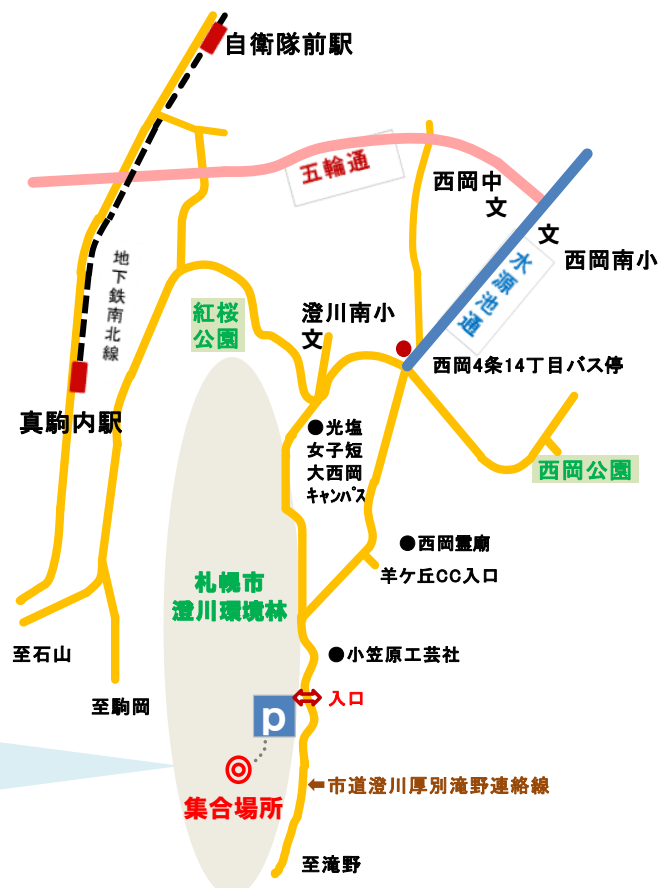 自衛隊前駅
五輪通
西岡中
文
文
西岡南小
水源池通
地下鉄南北線
紅桜
公園
澄川南小
文
西岡4条14丁目バス停
真駒内駅
●光塩
女子短
大西岡
キャンパス
西岡公園
●西岡霊廟
羊ケ丘CC入口
札幌市
澄川環境林
至石山
●小笠原工芸社
至駒岡
入口
p
集合場所
←市道澄川厚別滝野連絡線
至滝野